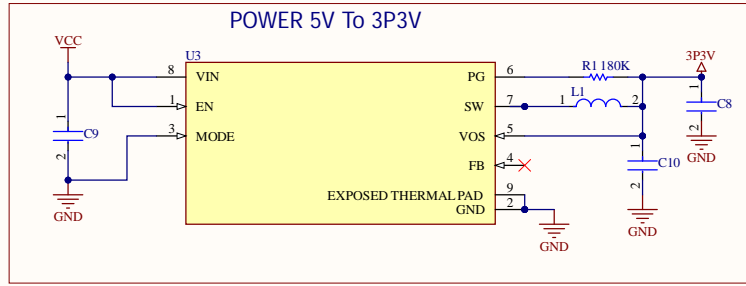 POWER 5V To 3P3V
VCC
U3
8 VIN
1 EN
3 MODE
PG 6
SW 7
VOS 5
FB 4
EXPOSED THERMAL PAD 9
GND 2
R1 180K
L1
1 2
3P3V
1
C8
2
GND
1
C9
2
GND
1
C10
2
GND
GND